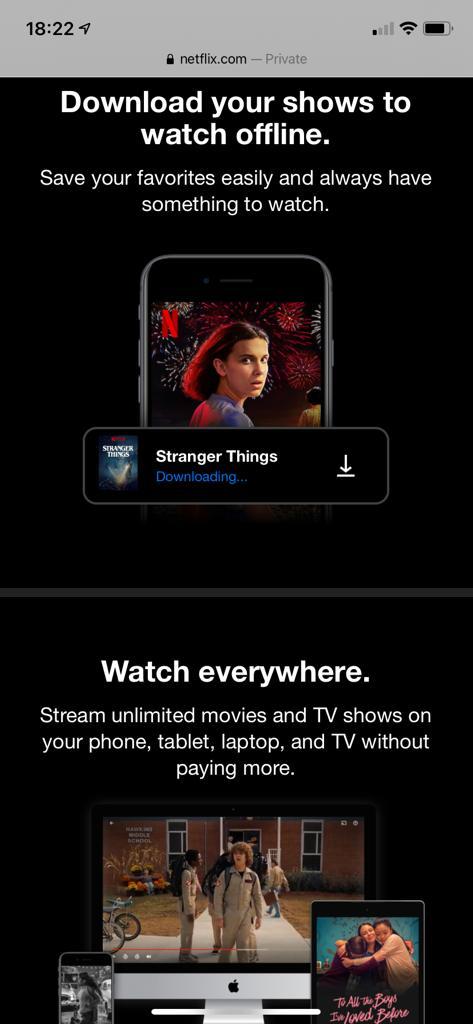 18:22
netflix.com — Private
Download your shows to
watch offline.
Save your favorites easily and always have
something to watch.
N
NETFLIX
STRANGER
THINGS
Stranger Things
Downloading...
Watch everywhere.
Stream unlimited movies and TV shows on
your phone, tablet, laptop, and TV without
paying more.
HAWKINS
MIDDLE
SCHOOL
To All The Boys
I've Loved Before